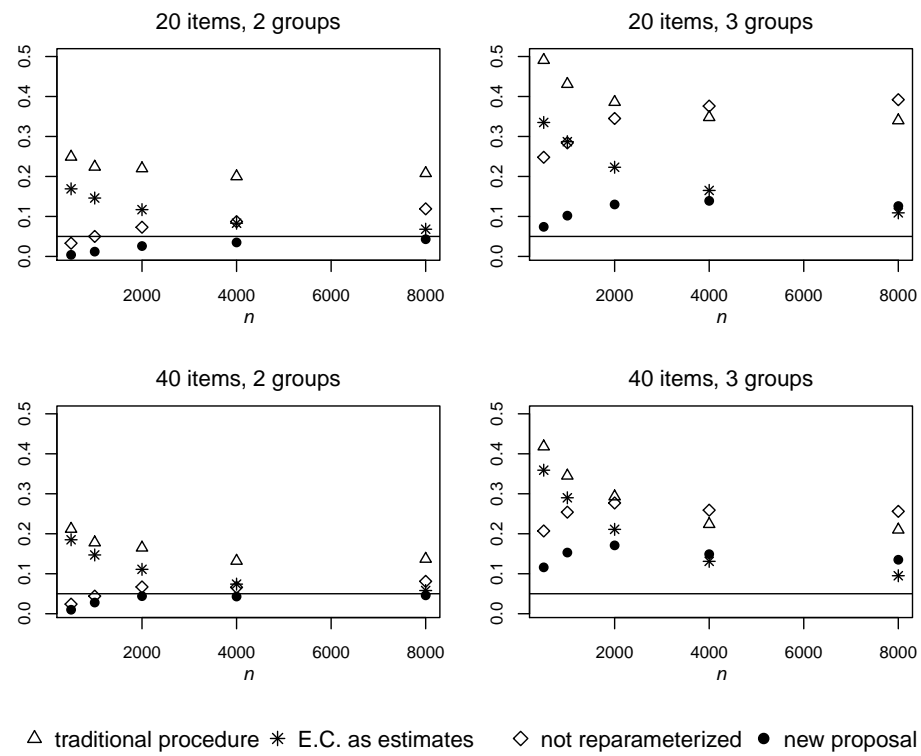 20 items, 2 groups
0.0 0.1 0.2 0.3 0.4 0.5
2000 4000 6000 8000
n
20 items, 3 groups
0.0 0.1 0.2 0.3 0.4 0.5
2000 4000 6000 8000
n
40 items, 2 groups
0.0 0.1 0.2 0.3 0.4 0.5
2000 4000 6000 8000
n
40 items, 3 groups
0.0 0.1 0.2 0.3 0.4 0.5
2000 4000 6000 8000
n
traditional procedure E.C. as estimates not reparameterized new proposal